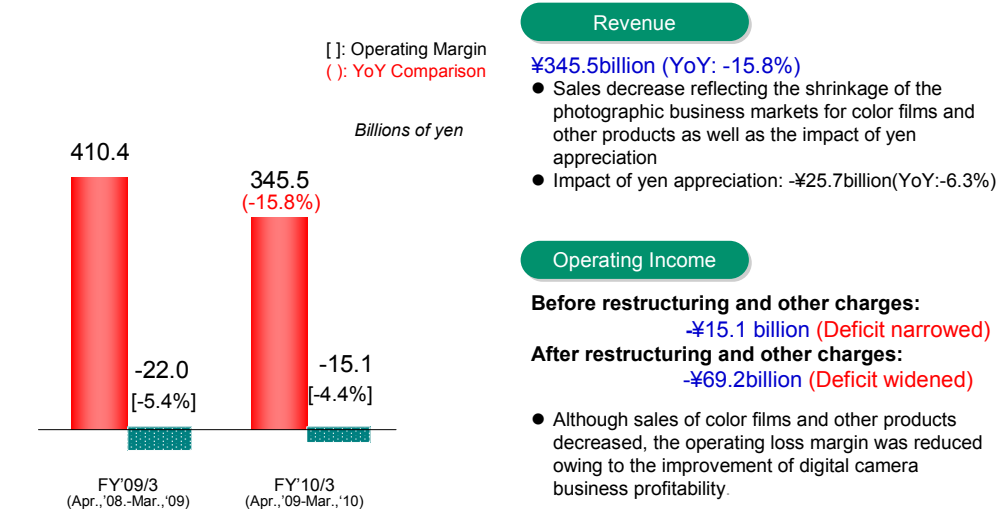 [ ]: Operating Margin
( ): YoY Comparison
Billions of yen
410.4
345.5
(-15.8%)
-22.0
[-5.4%]
-15.1
[-4.4%]
FY'09/3
(Apr.,'08.-Mar.,'09)
FY'10/3
(Apr.,'09-Mar.,'10)
Revenue
¥345.5billion (YoY: -15.8%)
● Sales decrease reflecting the shrinkage of the
photographic business markets for color films and
other products as well as the impact of yen
appreciation
● Impact of yen appreciation: -¥25.7billion(YoY:-6.3%)
Operating Income
Before restructuring and other charges:
-¥15.1 billion (Deficit narrowed)
After restructuring and other charges:
-¥69.2billion (Deficit widened)
● Although sales of color films and other products
decreased, the operating loss margin was reduced
owing to the improvement of digital camera
business profitability.